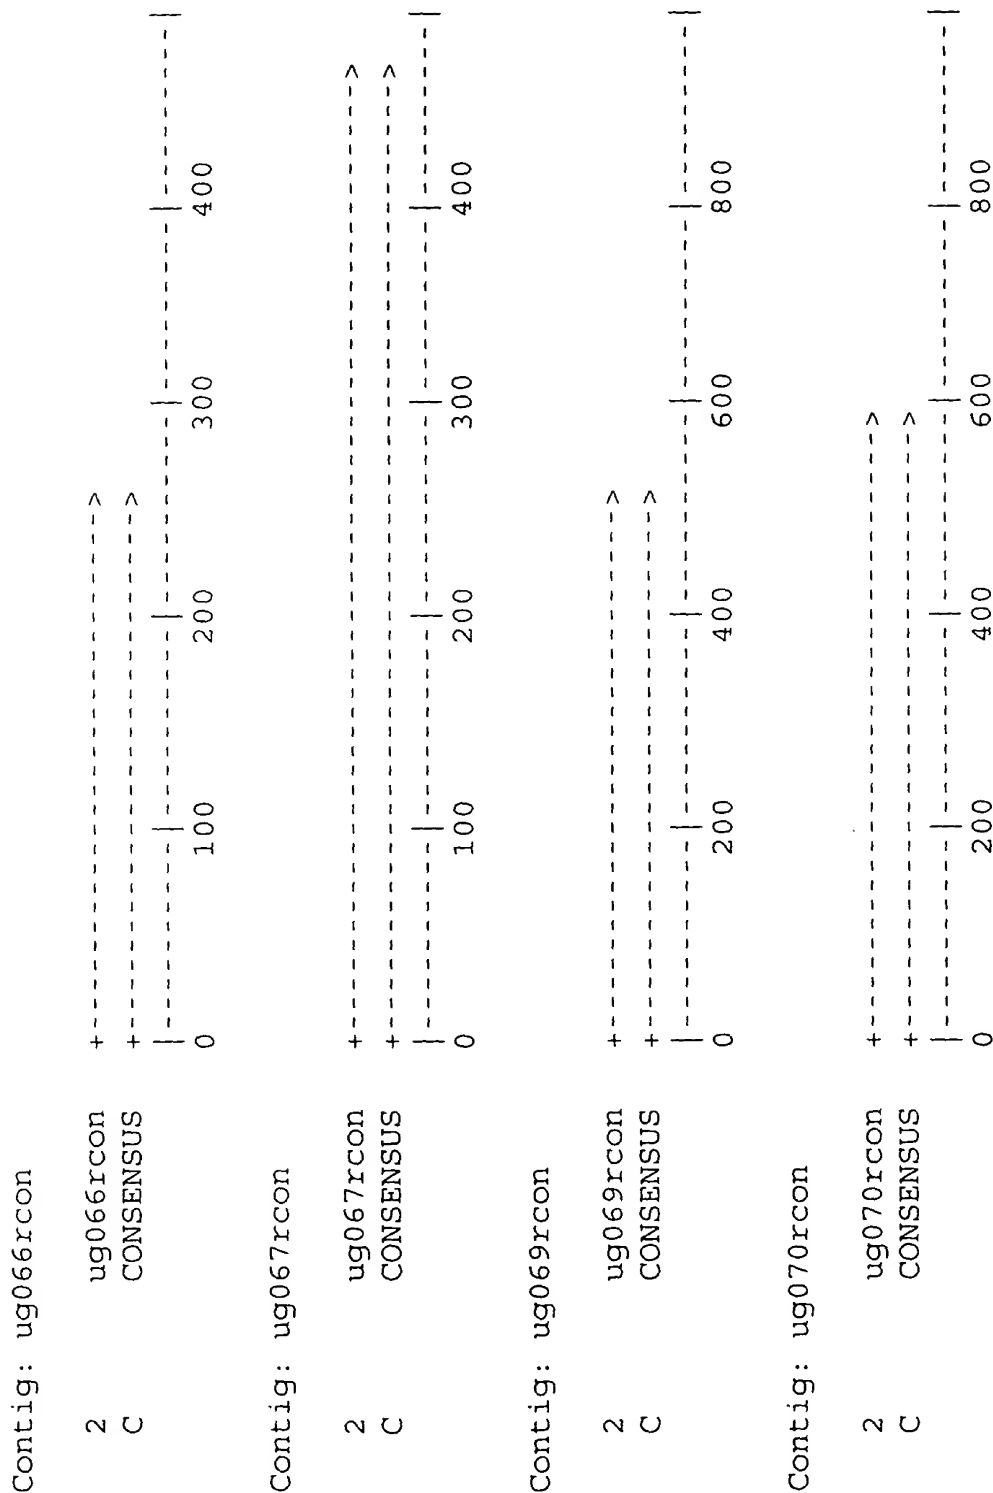 Contig: ug066rcon
2 ug066rcon +-------------------------->
C CONSENSUS +-------------------------->
|----------|----------|----------|----------|----------|
0 100 200 300 400
Contig: ug067rcon
2 ug067rcon +----------------------------------------------->
C CONSENSUS +----------------------------------------------->
|----------|----------|----------|----------|----------|
0 100 200 300 400
Contig: ug069rcon
2 ug069rcon +-------------------------->
C CONSENSUS +-------------------------->
|----------|----------|----------|----------|----------|
0 200 400 600 800
Contig: ug070rcon
2 ug070rcon +------------------------------>
C CONSENSUS +------------------------------>
|----------|----------|----------|----------|----------|
0 200 400 600 800